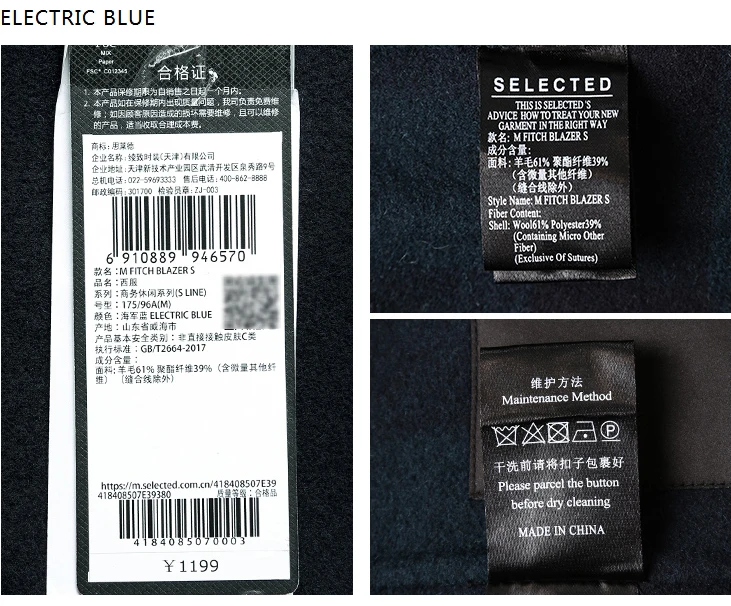 ELECTRIC BLUE
FSC
MIX
Paper
FSC® C012345
合格证
1. 本产品保修期限为自销售之日起一个月内。
2. 本产品如在保修期内出现质量问题，我司负责免费维
修；如因顾客原因造成的损坏需要维修，且可以维修
的产品，适当收取合理成本费。
商标: 思莱德
企业名称: 绫致时装(天津)有限公司
企业地址: 天津新技术产业园区武清开发区泉秀路9号
总机电话:022-59693333 售后电话:400-862-8888
邮政编码:301700 检验员章:ZJ-003
6 910889 946570
款名：M FITCH BLAZER S
品名：西服
系列：商务休闲系列(S LINE)
号型：175/96A(M)
颜色：海军蓝 ELECTRIC BLUE
产地：山东省威海市
产品基本安全类别：非直接接触皮肤C类
执行标准：GB/T2664-2017
成分含量：
面料: 羊毛61% 聚酯纤维39%（含微量其他纤
维）（缝合线除外）
https://m.selected.com.cn/418408507E39
418408507E39380 质量等级：合格品
4184085070003
￥1199
SELECTED
THIS IS SELECTED'S
ADVICE HOW TO TREAT YOUR NEW
GARMENT IN THE RIGHT WAY
款名: M FITCH BLAZER S
成分含量:
面料: 羊毛61% 聚酯纤维39%
（含微量其他纤维）
（缝合线除外）
Style Name: M FITCH BLAZER S
Fiber Content:
Shell: Wool61% Polyester39%
(Containing Micro Other
Fiber)
(Exclusive Of Sutures)
维护方法
Maintenance Method
P
干洗前请将扣子包裹好
Please parcel the button
before dry cleaning
MADE IN CHINA